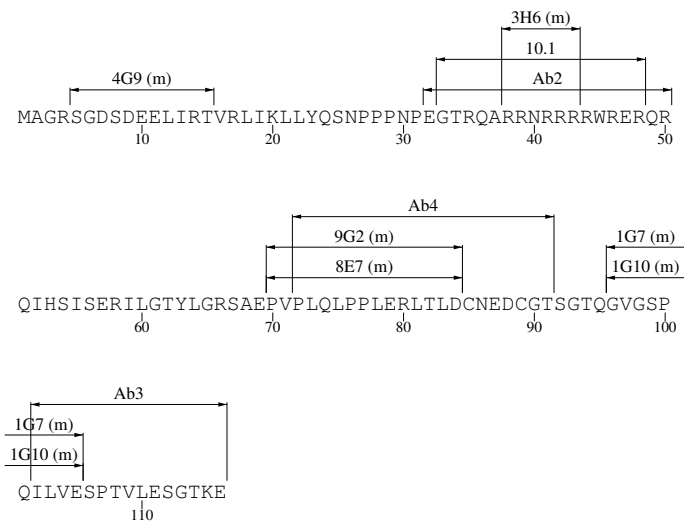 3H6 (m)
10.1
4G9 (m) Ab2
MAGRSGDSDEELIRTVRLIKLLYQSNPPPNPEGTRQARRNRRRRWRERQR
10 20 30 40 50
Ab4
9G2 (m) 1G7 (m)
8E7 (m) 1G10 (m)
QIHSISERILGTYLGRSAEPVPLQLPPLERLTLDCNEDCGTSGTQGVGSP
60 70 80 90 100
Ab3
1G7 (m)
1G10 (m)
QILVESPTVLESGTKE
110